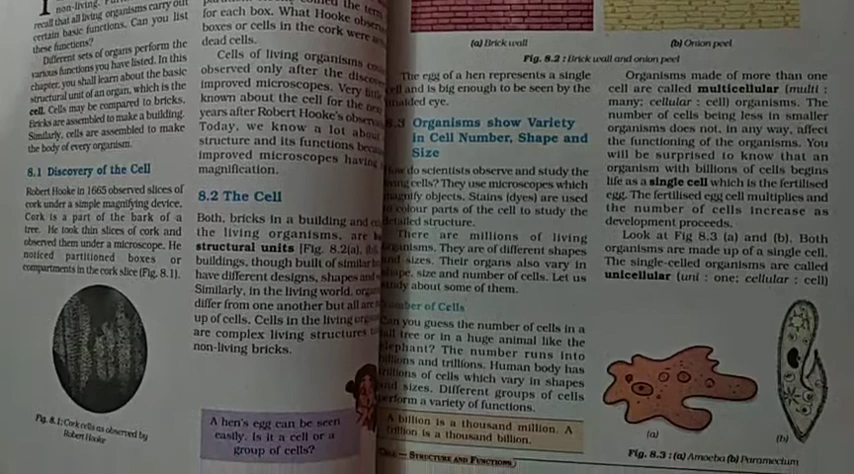 non-living.
recall that all living organisms carry out
certain basic functions. Can you list
these functions?
Different sets of organs perform the
various functions you have listed. In this
chapter, you shall learn about the basic
structural unit of an organ, which is the
cell. Cells may be compared to bricks.
Bricks are assembled to make a building.
Similarly, cells are assembled to make
the body of every organism.
8.1 Discovery of the Cell
Robert Hooke in 1665 observed slices of
cork under a simple magnifying device.
Cork is a part of the bark of a
tree. He took thin slices of cork and
observed them under a microscope. He
noticed partitioned boxes or
compartments in the cork slice (Fig. 8.1).
Fig. 8.1: Cork cells as observed by
Robert Hooke
the term
for each box. What Hooke
boxes or cells in the cork were
dead cells.
Cells of living organisms
observed only after the
improved microscopes. Very
known about the cell for the
years after Robert Hooke's
Today, we know a lot about
structure and its functions
improved microscopes having
magnification.
8.2 The Cell
Both, bricks in a building and
the living organisms, are
structural units [Fig. 8.2(a),
buildings, though built of similar
have different designs, shapes and
Similarly, in the living world,
differ from one another but all are
up of cells. Cells in the living
are complex living structures
non-living bricks.
A hen's egg can be seen
easily. Is it a cell or a
group of cells?
(a) Brick wall
(b) Onion peel
Fig. 8.2 : Brick wall and onion peel
The egg of a hen represents a single
cell and is big enough to be seen by the
unaided eye.
8.3 Organisms show Variety
in Cell Number, Shape and
Size
How do scientists observe and study the
living cells? They use microscopes which
magnify objects. Stains (dyes) are used
to colour parts of the cell to study the
detailed structure.
There are millions of living
organisms. They are of different shapes
and sizes. Their organs also vary in
shape, size and number of cells. Let us
study about some of them.
Number of Cells
Can you guess the number of cells in a
tall tree or in a huge animal like the
elephant? The number runs into
billions and trillions. Human body has
trillions of cells which vary in shapes
and sizes. Different groups of cells
perform a variety of functions.
A billion is a thousand million. A
trillion is a thousand billion.
CELL — STRUCTURE AND FUNCTIONS
Organisms made of more than one
cell are called multicellular (multi :
many; cellular : cell) organisms. The
number of cells being less in smaller
organisms does not, in any way, affect
the functioning of the organisms. You
will be surprised to know that an
organism with billions of cells begins
life as a single cell which is the fertilised
egg. The fertilised egg cell multiplies and
the number of cells increase as
development proceeds.
Look at Fig 8.3 (a) and (b). Both
organisms are made up of a single cell.
The single-celled organisms are called
unicellular (uni : one; cellular : cell)
(a)
(b)
Fig. 8.3 : (a) Amoeba (b) Paramecium